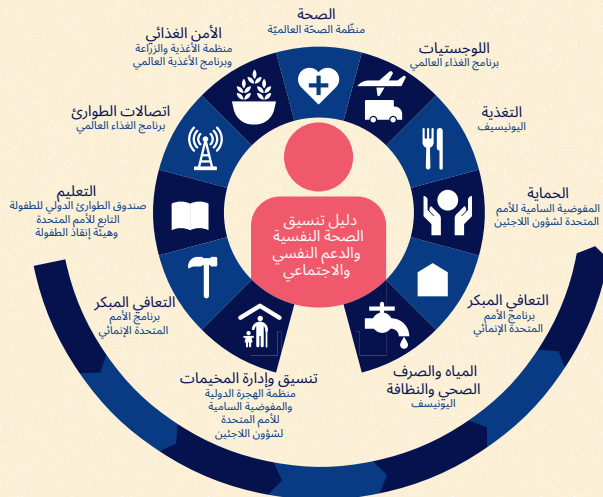 الصحة
منظّمة الصحّة العالميّة
اللوجستيات
برنامج الغذاء العالمي
التغذية
اليونيسيف
الحماية
المفوضية السامية للأمم
المتحدة لشؤون اللاجئين
التعافي المبكر
برنامج الأمم
المتحدة الإنمائي
المياه والصرف
الصحي والنظافة
اليونيسف
تنسيق وإدارة المخيمات
منظمة الهجرة الدولية
والمفوضية السامية
للأمم المتحدة
لشؤون اللاجئين
التعافي المبكر
برنامج الأمم
المتحدة الإنمائي
التعليم
صندوق الطوارئ الدولي للطفولة
التابع للأمم المتحدة
وهيئة إنقاذ الطفولة
اتصالات الطوارئ
برنامج الغذاء العالمي
الأمن الغذائي
منظمة الأغذية والزراعة
وبرنامج الأغذية العالمي
دليل تنسيق
الصحة النفسية
والدعم النفسي
والاجتماعي